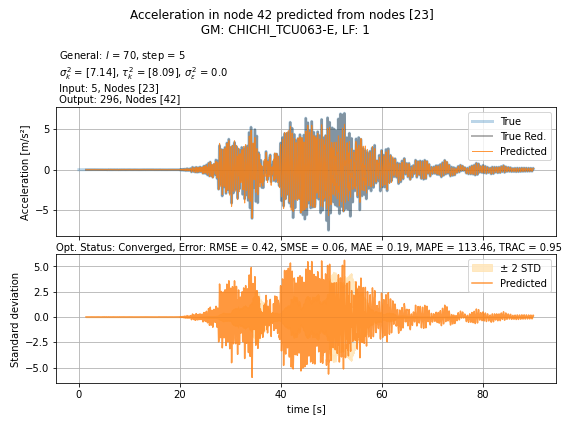 Acceleration in node 42 predicted from nodes [23]
GM: CHICHI_TCU063-E, LF: 1
General: l = 70, step = 5
σ²ₖ = [7.14], τ²ₖ = [8.09], σ²ε = 0.0
Input: 5, Nodes [23]
Output: 296, Nodes [42]
Acceleration [m/s²]
5
0
−5
True
True Red.
Predicted
Opt. Status: Converged, Error: RMSE = 0.42, SMSE = 0.06, MAE = 0.19, MAPE = 113.46, TRAC = 0.95
Standard deviation
5.0
2.5
0.0
−2.5
−5.0
± 2 STD
Predicted
0 20 40 60 80
time [s]